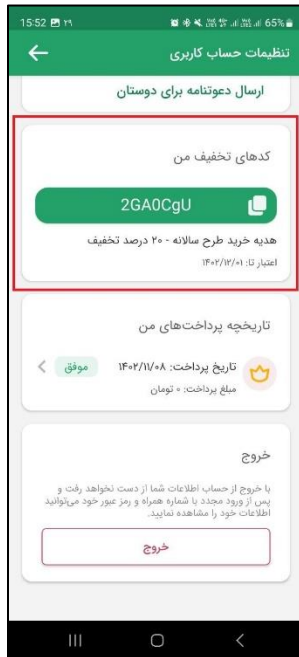 15:52 ۲۹ 65%
تنظیمات حساب کاربری
ارسال دعوتنامه برای دوستان
کدهای تخفیف من
2GA0CgU
هدیه خرید طرح سالانه - ۲۰ درصد تخفیف
اعتبار تا: ۱۴۰۲/۱۲/۰۱
تاریخچه پرداخت‌های من
تاریخ پرداخت: ۱۴۰۲/۱۱/۰۸ موفق
مبلغ پرداخت: ۰ تومان
خروج
با خروج از حساب اطلاعات شما از دست نخواهد رفت و
پس از ورود مجدد با شماره همراه و رمز عبور خود می‌توانید
اطلاعات خود را مشاهده نمایید.
خروج